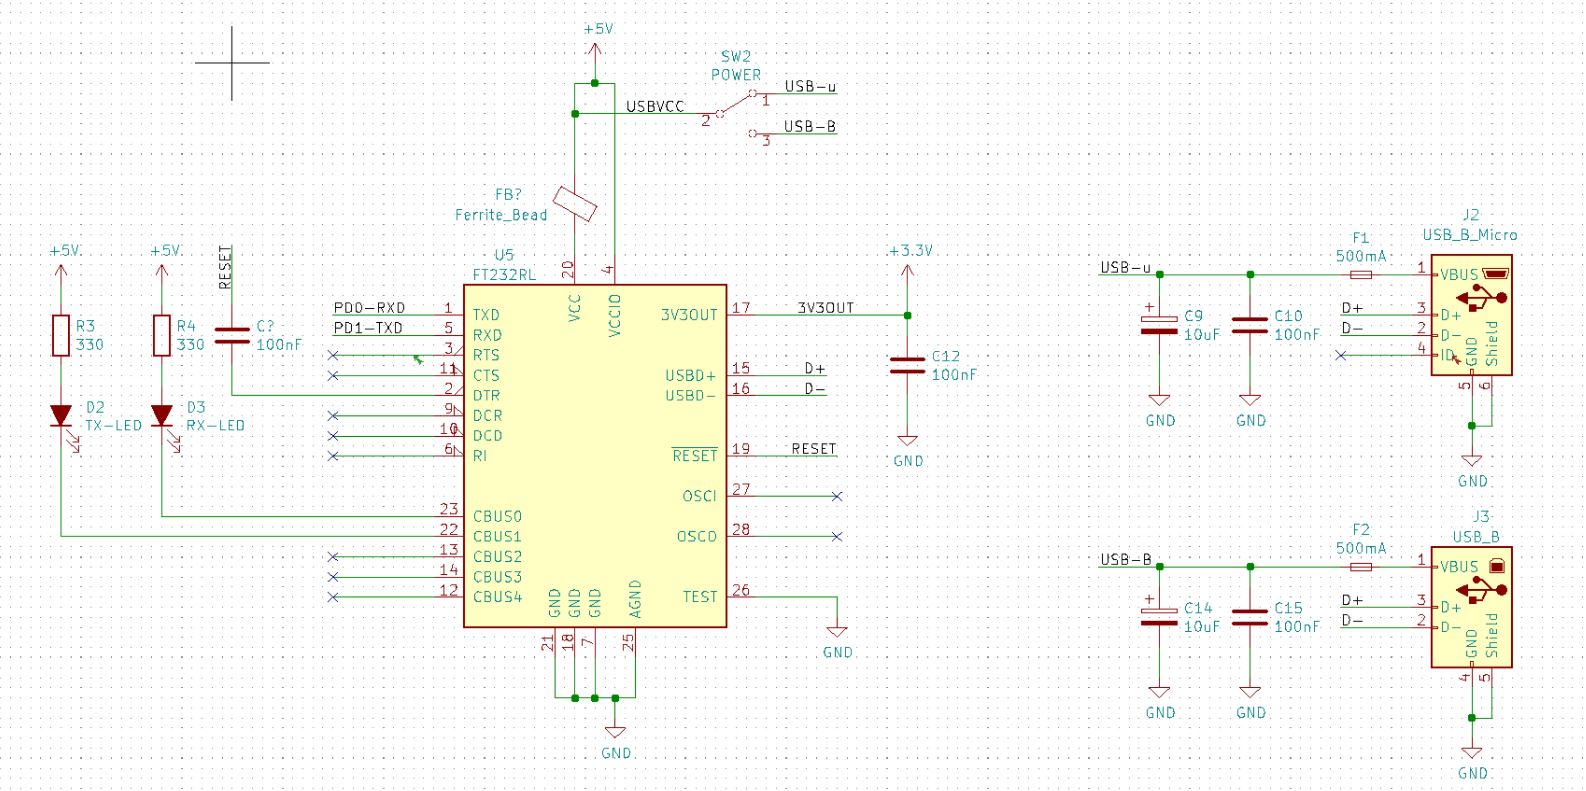 +5V
SW2
POWER
USB-u
1
USBVCC
2
USB-B
3
FB?
Ferrite_Bead
+5V
+5V
RESET
R3
330
R4
330
C?
100nF
D2
TX-LED
D3
RX-LED
U5
FT232RL
20
VCC
4
VCCIO
PD0-RXD
1
TXD
PD1-TXD
5
RXD
3
RTS
11
CTS
2
DTR
9
DCR
10
DCD
6
RI
23
CBUS0
22
CBUS1
13
CBUS2
14
CBUS3
12
CBUS4
3V3OUT
17
3V3OUT
USBD+
15
D+
USBD-
16
D-
RESET
19
RESET
OSCI
27
OSCO
28
TEST
26
GND
GND
GND
GND
AGND
21
18
7
25
GND
+3.3V
C12
100nF
GND
J2
USB_B_Micro
F1
500mA
USB-u
1
VBUS
D+
3
D+
D-
2
D-
4
ID
GND
Shield
5
6
C9
10uF
C10
100nF
GND
GND
GND
J3
USB_B
F2
500mA
USB-B
1
VBUS
D+
3
D+
D-
2
D-
GND
Shield
4
5
C14
10uF
C15
100nF
GND
GND
GND